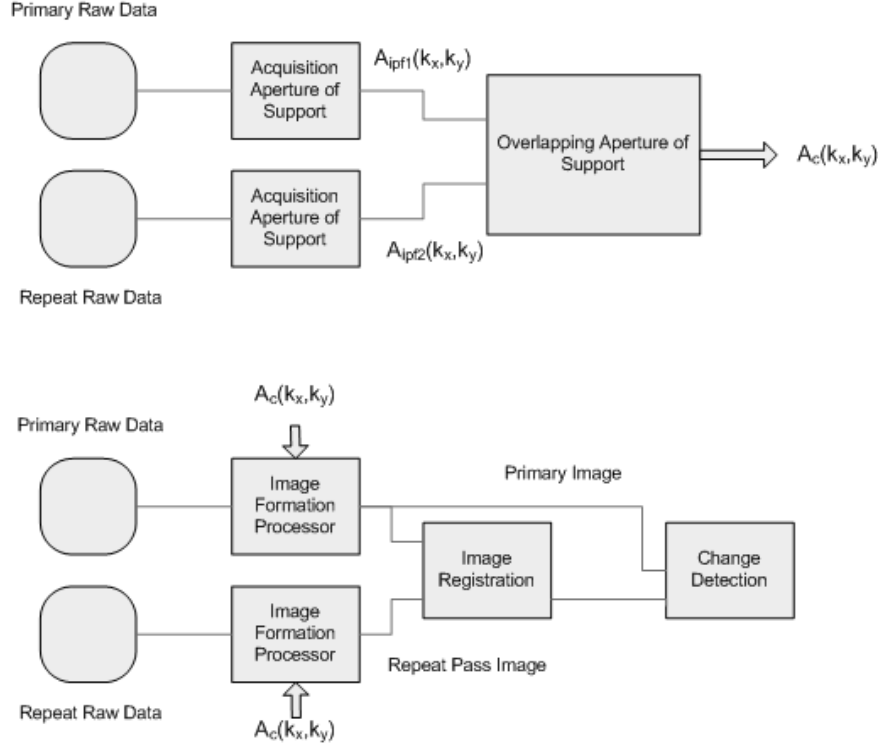 Primary Raw Data
Acquisition
Aperture of
Support
A_ipf1(k_x,k_y)
Overlapping Aperture of
Support
A_c(k_x,k_y)
Acquisition
Aperture of
Support
A_ipf2(k_x,k_y)
Repeat Raw Data
A_c(k_x,k_y)
Primary Raw Data
Image
Formation
Processor
Primary Image
Image
Registration
Change
Detection
Image
Formation
Processor
Repeat Pass Image
Repeat Raw Data
A_c(k_x,k_y)